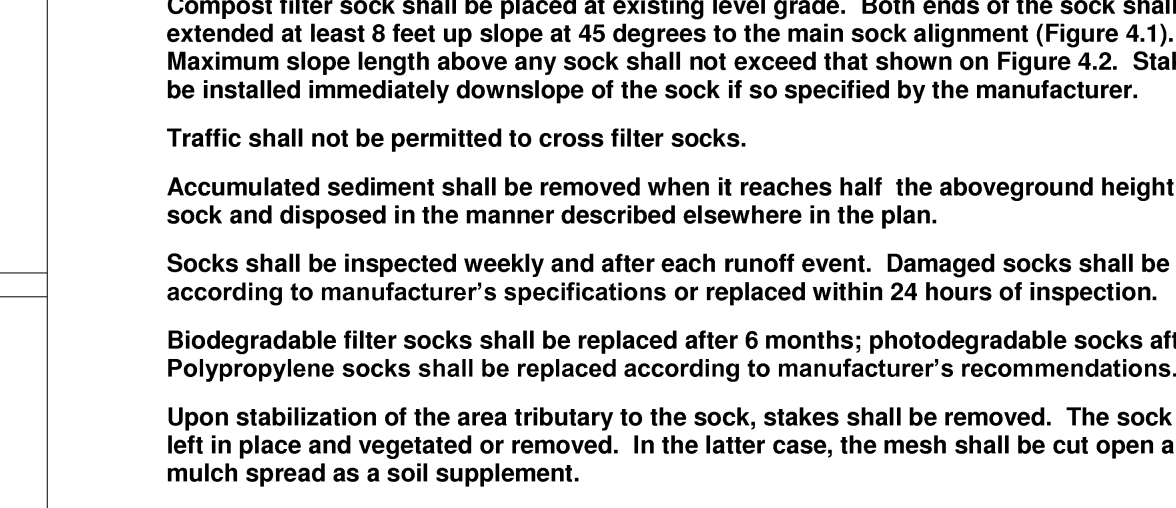 Compost filter sock shall be placed at existing level grade.  Both ends of the sock shall
extended at least 8 feet up slope at 45 degrees to the main sock alignment (Figure 4.1).
Maximum slope length above any sock shall not exceed that shown on Figure 4.2.
be installed immediately downslope of the sock if so specified by the manufacturer.
Traffic shall not be permitted to cross filter socks.
Accumulated sediment shall be removed when it reaches half  the aboveground height
sock and disposed in the manner described elsewhere in the plan.
Socks shall be inspected weekly and after each runoff event.  Damaged socks shall be
according to manufacturer’s specifications or replaced within 24 hours of inspection.
Biodegradable filter socks shall be replaced after 6 months; photodegradable socks
Polypropylene socks shall be replaced according to manufacturer’s recommendations.
Upon stabilization of the area tributary to the sock, stakes shall be removed.  The sock
left in place and vegetated or removed.  In the latter case, the mesh shall be cut open
mulch spread as a soil supplement.